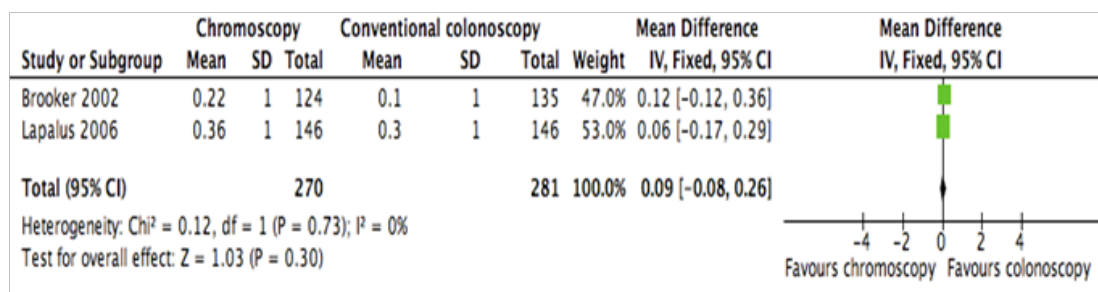 Chromoscopy Conventional colonoscopy Mean Difference Mean Difference
Study or Subgroup Mean SD Total Mean SD Total Weight IV, Fixed, 95% CI IV, Fixed, 95% CI
Brooker 2002 0.22 1 124 0.1 1 135 47.0% 0.12 [-0.12, 0.36]
Lapalus 2006 0.36 1 146 0.3 1 146 53.0% 0.06 [-0.17, 0.29]
Total (95% CI) 270 281 100.0% 0.09 [-0.08, 0.26]
Heterogeneity: Chi² = 0.12, df = 1 (P = 0.73); I² = 0%
Test for overall effect: Z = 1.03 (P = 0.30)
-4 -2 0 2 4
Favours chromoscopy Favours colonoscopy